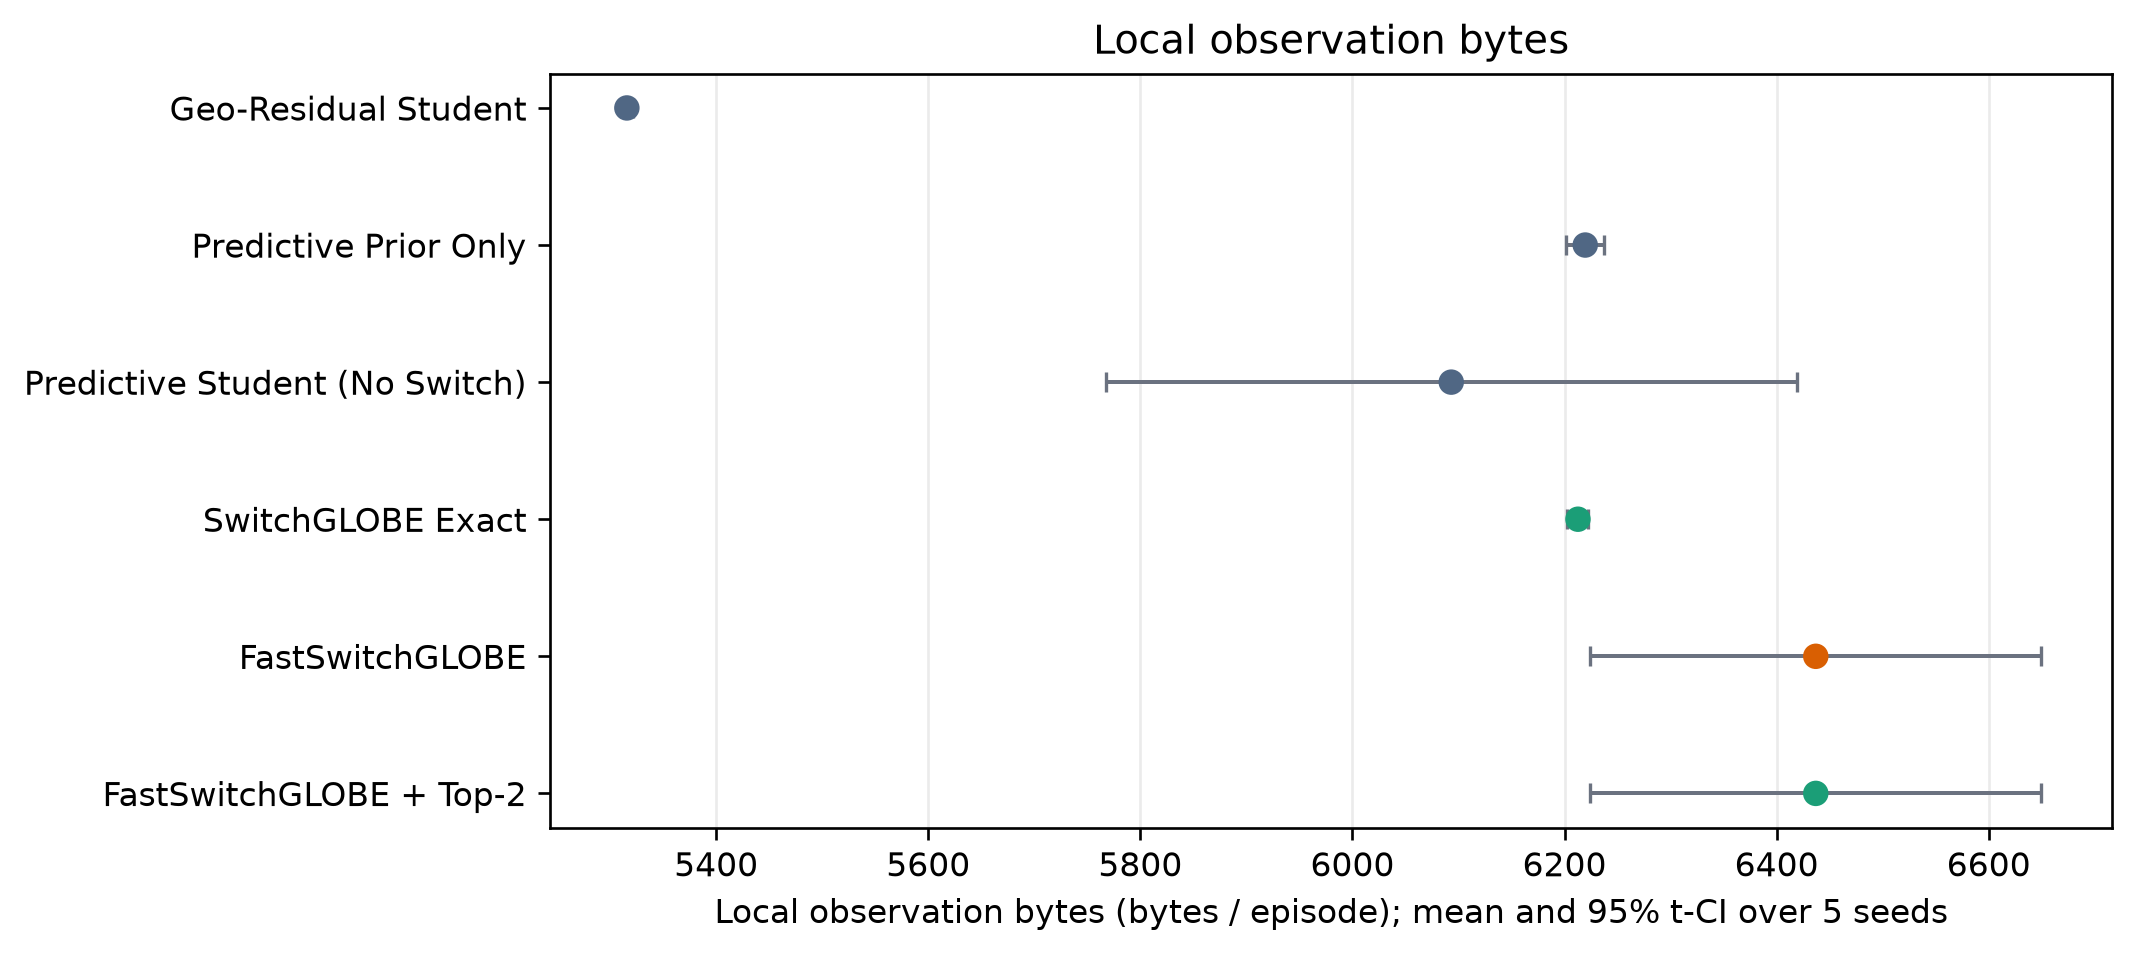 Local observation bytes
Geo-Residual Student
Predictive Prior Only
Predictive Student (No Switch)
SwitchGLOBE Exact
FastSwitchGLOBE
FastSwitchGLOBE + Top-2
5400 5600 5800 6000 6200 6400 6600
Local observation bytes (bytes / episode); mean and 95% t-CI over 5 seeds